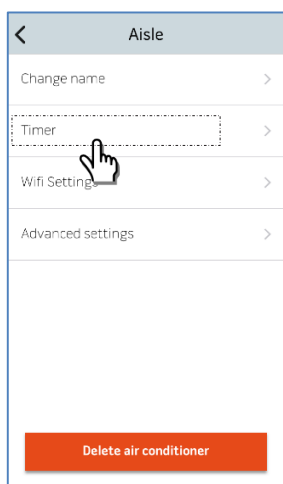 Aisle
Change name
Timer
Wifi Settings
Advanced settings
Delete air conditioner